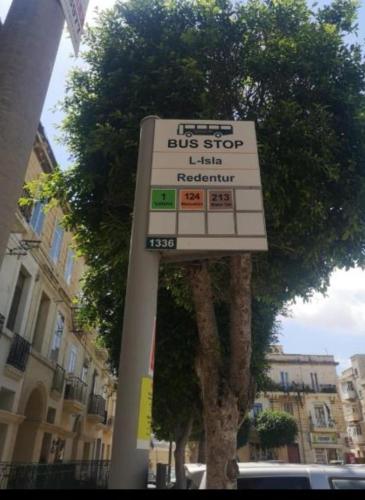 BUS STOP
L-Isla
Redentur
1 124 213
1336